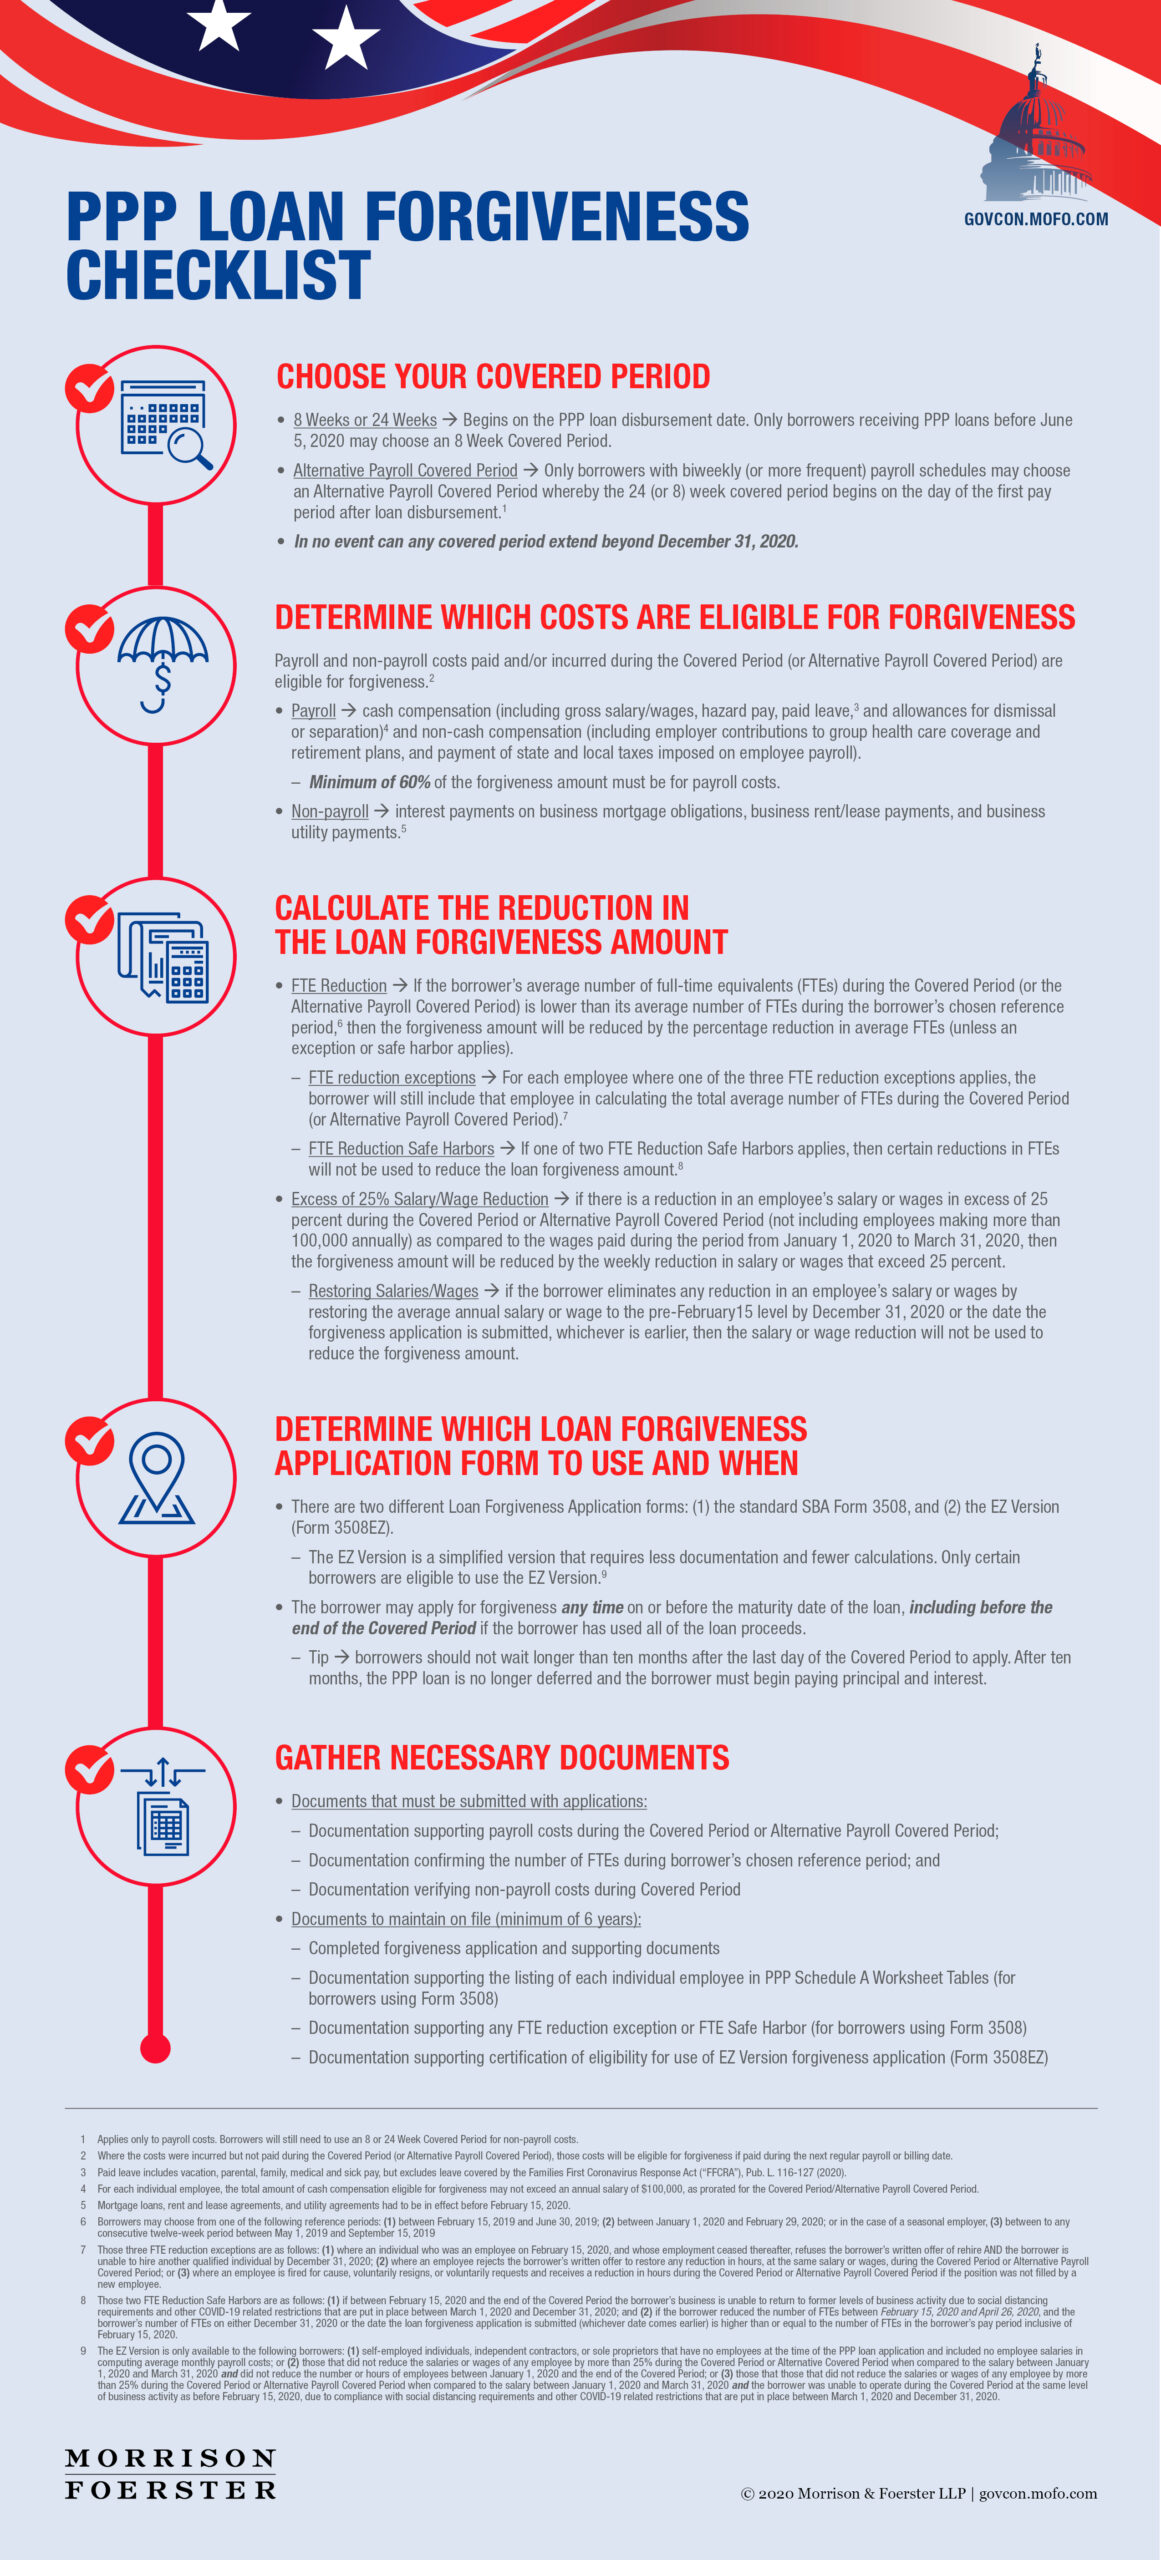 GOVCON.MOFO.COM
PPP LOAN FORGIVENESS
CHECKLIST
CHOOSE YOUR COVERED PERIOD
• 8 Weeks or 24 Weeks → Begins on the PPP loan disbursement date. Only borrowers receiving PPP loans before June
5, 2020 may choose an 8 Week Covered Period.
• Alternative Payroll Covered Period → Only borrowers with biweekly (or more frequent) payroll schedules may choose
an Alternative Payroll Covered Period whereby the 24 (or 8) week covered period begins on the day of the first pay
period after loan disbursement.1
• In no event can any covered period extend beyond December 31, 2020.
DETERMINE WHICH COSTS ARE ELIGIBLE FOR FORGIVENESS
Payroll and non-payroll costs paid and/or incurred during the Covered Period (or Alternative Payroll Covered Period) are
eligible for forgiveness.2
• Payroll → cash compensation (including gross salary/wages, hazard pay, paid leave,3 and allowances for dismissal
or separation)4 and non-cash compensation (including employer contributions to group health care coverage and
retirement plans, and payment of state and local taxes imposed on employee payroll).
– Minimum of 60% of the forgiveness amount must be for payroll costs.
• Non-payroll → interest payments on business mortgage obligations, business rent/lease payments, and business
utility payments.5
CALCULATE THE REDUCTION IN
THE LOAN FORGIVENESS AMOUNT
• FTE Reduction → If the borrower's average number of full-time equivalents (FTEs) during the Covered Period (or the
Alternative Payroll Covered Period) is lower than its average number of FTEs during the borrower's chosen reference
period,6 then the forgiveness amount will be reduced by the percentage reduction in average FTEs (unless an
exception or safe harbor applies).
– FTE reduction exceptions → For each employee where one of the three FTE reduction exceptions applies, the
borrower will still include that employee in calculating the total average number of FTEs during the Covered Period
(or Alternative Payroll Covered Period).7
– FTE Reduction Safe Harbors → If one of two FTE Reduction Safe Harbors applies, then certain reductions in FTEs
will not be used to reduce the loan forgiveness amount.8
• Excess of 25% Salary/Wage Reduction → if there is a reduction in an employee's salary or wages in excess of 25
percent during the Covered Period or Alternative Payroll Covered Period (not including employees making more than
100,000 annually) as compared to the wages paid during the period from January 1, 2020 to March 31, 2020, then
the forgiveness amount will be reduced by the weekly reduction in salary or wages that exceed 25 percent.
– Restoring Salaries/Wages → if the borrower eliminates any reduction in an employee's salary or wages by
restoring the average annual salary or wage to the pre-February15 level by December 31, 2020 or the date the
forgiveness application is submitted, whichever is earlier, then the salary or wage reduction will not be used to
reduce the forgiveness amount.
DETERMINE WHICH LOAN FORGIVENESS
APPLICATION FORM TO USE AND WHEN
• There are two different Loan Forgiveness Application forms: (1) the standard SBA Form 3508, and (2) the EZ Version
(Form 3508EZ).
– The EZ Version is a simplified version that requires less documentation and fewer calculations. Only certain
borrowers are eligible to use the EZ Version.9
• The borrower may apply for forgiveness any time on or before the maturity date of the loan, including before the
end of the Covered Period if the borrower has used all of the loan proceeds.
– Tip → borrowers should not wait longer than ten months after the last day of the Covered Period to apply. After ten
months, the PPP loan is no longer deferred and the borrower must begin paying principal and interest.
GATHER NECESSARY DOCUMENTS
• Documents that must be submitted with applications:
– Documentation supporting payroll costs during the Covered Period or Alternative Payroll Covered Period;
– Documentation confirming the number of FTEs during borrower's chosen reference period; and
– Documentation verifying non-payroll costs during Covered Period
• Documents to maintain on file (minimum of 6 years):
– Completed forgiveness application and supporting documents
– Documentation supporting the listing of each individual employee in PPP Schedule A Worksheet Tables (for
borrowers using Form 3508)
– Documentation supporting any FTE reduction exception or FTE Safe Harbor (for borrowers using Form 3508)
– Documentation supporting certification of eligibility for use of EZ Version forgiveness application (Form 3508EZ)
1 Applies only to payroll costs. Borrowers will still need to use an 8 or 24 Week Covered Period for non-payroll costs.
2 Where the costs were incurred but not paid during the Covered Period (or Alternative Payroll Covered Period), those costs will be eligible for forgiveness if paid during the next regular payroll or billing date.
3 Paid leave includes vacation, parental, family, medical and sick pay, but excludes leave covered by the Families First Coronavirus Response Act ("FFCRA"), Pub. L. 116-127 (2020).
4 For each individual employee, the total amount of cash compensation eligible for forgiveness may not exceed an annual salary of $100,000, as prorated for the Covered Period/Alternative Payroll Covered Period.
5 Mortgage loans, rent and lease agreements, and utility agreements had to be in effect before February 15, 2020.
6 Borrowers may choose from one of the following reference periods: (1) between February 15, 2019 and June 30, 2019; (2) between January 1, 2020 and February 29, 2020; or in the case of a seasonal employer, (3) between to any
consecutive twelve-week period between May 1, 2019 and September 15, 2019
7 Those three FTE reduction exceptions are as follows: (1) where an individual who was an employee on February 15, 2020, and whose employment ceased thereafter, refuses the borrower's written offer of rehire AND the borrower is
unable to hire another qualified individual by December 31, 2020; (2) where an employee rejects the borrower's written offer to restore any reduction in hours, at the same salary or wages, during the Covered Period or Alternative Payroll
Covered Period; or (3) where an employee is fired for cause, voluntarily resigns, or voluntarily requests and receives a reduction in hours during the Covered Period or Alternative Payroll Covered Period if the position was not filled by a
new employee.
8 Those two FTE Reduction Safe Harbors are as follows: (1) if between February 15, 2020 and the end of the Covered Period the borrower's business is unable to return to former levels of business activity due to social distancing
requirements and other COVID-19 related restrictions that are put in place between March 1, 2020 and December 31, 2020; and (2) if the borrower reduced the number of FTEs between February 15, 2020 and April 26, 2020, and the
borrower's number of FTEs on either December 31, 2020 or the date the loan forgiveness application is submitted (whichever date comes earlier) is higher than or equal to the number of FTEs in the borrower's pay period inclusive of
February 15, 2020.
9 The EZ Version is only available to the following borrowers: (1) self-employed individuals, independent contractors, or sole proprietors that have no employees at the time of the PPP loan application and included no employee salaries in
computing average monthly payroll costs; or (2) those that did not reduce the salaries or wages of any employee by more than 25% during the Covered Period or Alternative Covered Period when compared to the salary between January
1, 2020 and March 31, 2020 and did not reduce the number or hours of employees between January 1, 2020 and the end of the Covered Period; or (3) those that those that did not reduce the salaries or wages of any employee by more
than 25% during the Covered Period or Alternative Payroll Covered Period when compared to the salary between January 1, 2020 and March 31, 2020 and the borrower was unable to operate during the Covered Period at the same level
of business activity as before February 15, 2020, due to compliance with social distancing requirements and other COVID-19 related restrictions that are put in place between March 1, 2020 and December 31, 2020.
MORRISON
FOERSTER
© 2020 Morrison & Foerster LLP | govcon.mofo.com